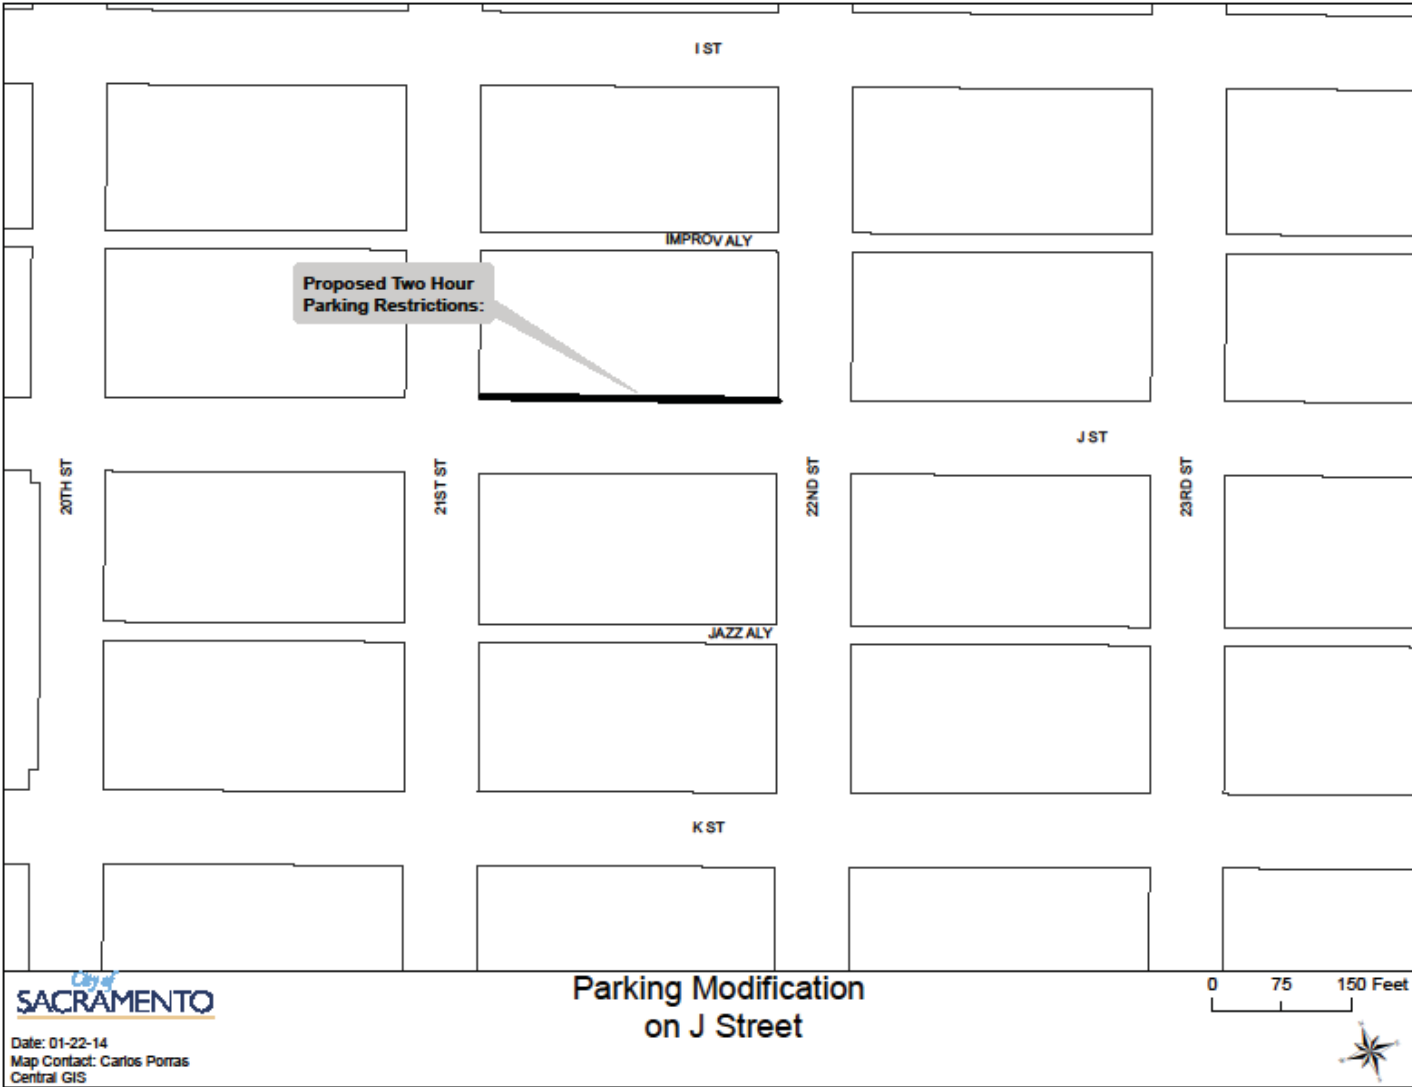 I ST
IMPROV ALY
Proposed Two Hour
Parking Restrictions:
J ST
20TH ST
21ST ST
22ND ST
23RD ST
JAZZ ALY
K ST
City of
SACRAMENTO
Parking Modification
on J Street
0 75 150 Feet
Date: 01-22-14
Map Contact: Carlos Porras
Central GIS